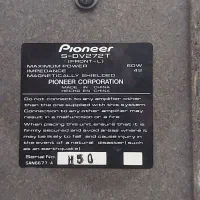 Pioneer
S-DV272T
(FRONT-L)
MAXIMUM POWER 60W
IMPEDANCE 4Ω
MAGNETICALLY SHIELDED
PIONEER CORPORATION
MADE IN CHINA
HECHO EN CHINA
Do not connect to any amplifier other
than the one supplied with this system.
Connection to any other amplifier may
result in a malfunction or fire.
When placing this unit, ensure that it is
firmly secured and avoid areas where it
may be likely to fall and cause injury in
the event of a natural disaster( such
as an earthquake)
Serial No. H50